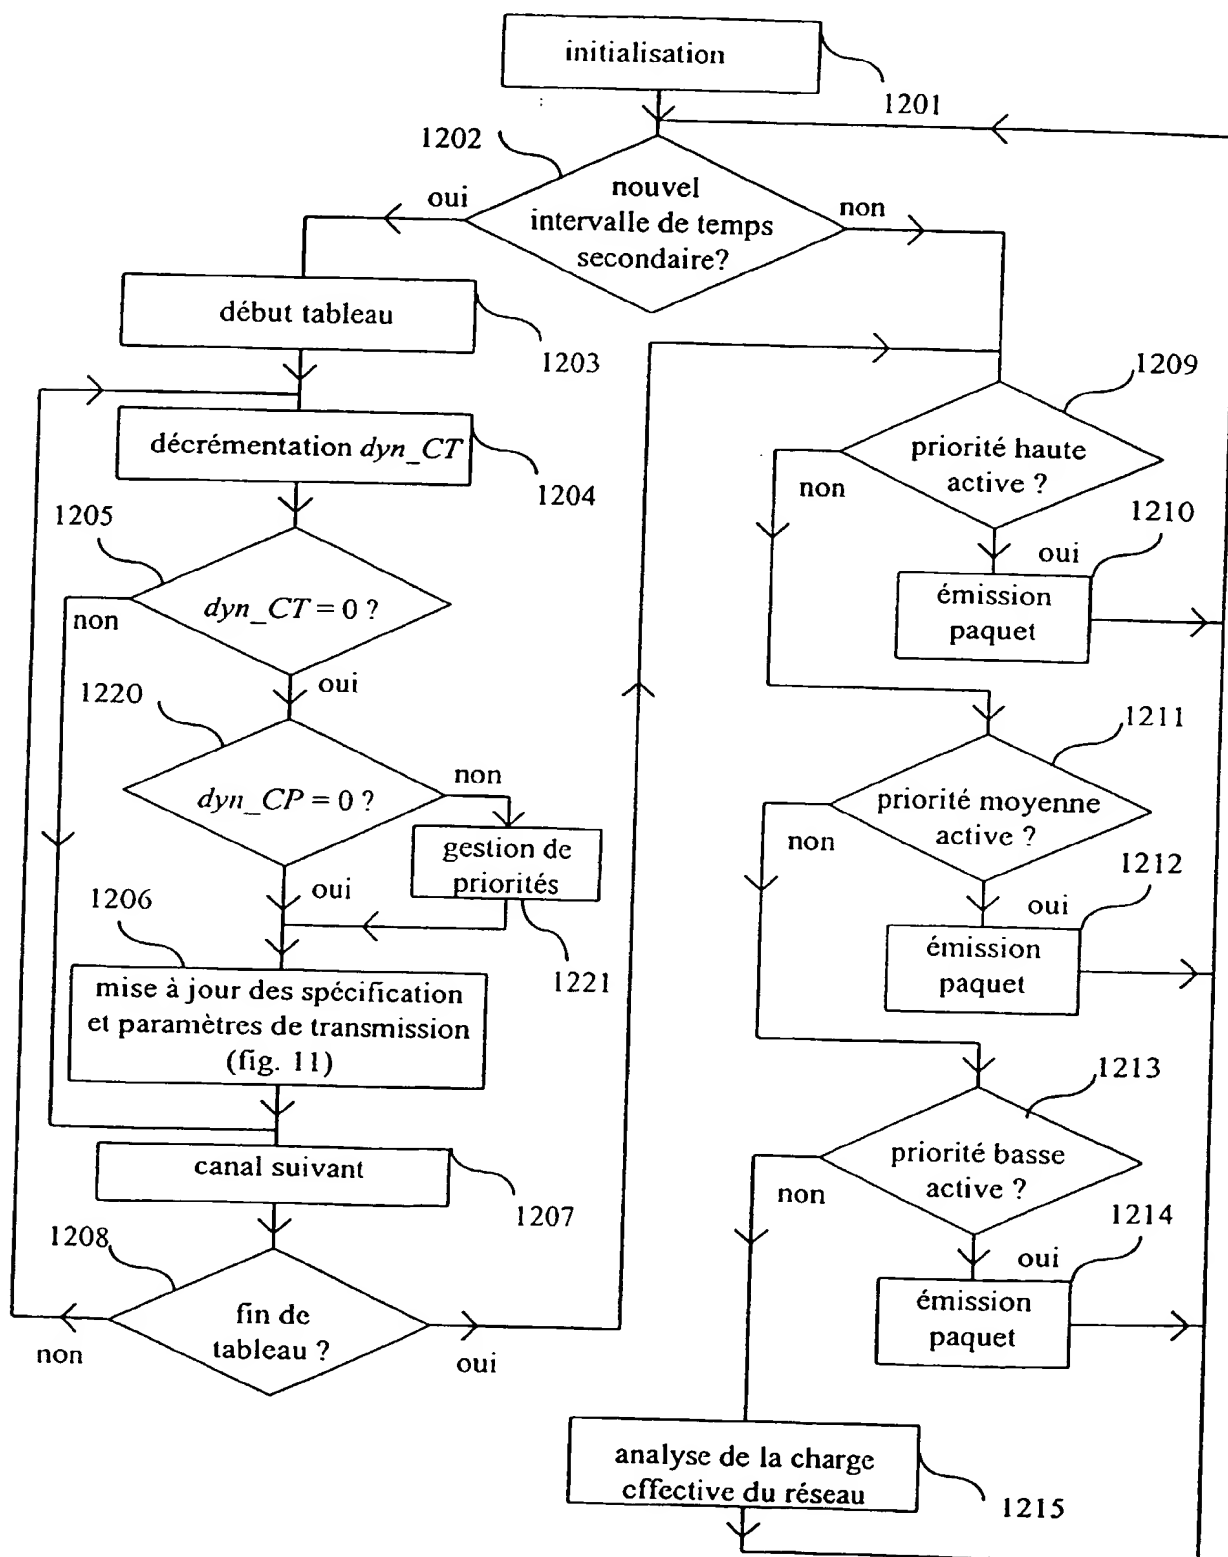 initialisation
1201
1202
nouvel
intervalle de temps
secondaire?
oui
non
début tableau
1203
décrémentation dyn_CT
1204
1205
dyn_CT = 0 ?
non
oui
1220
dyn_CP = 0 ?
non
gestion de
priorités
1221
oui
1206
mise à jour des spécification
et paramètres de transmission
(fig. 11)
canal suivant
1207
1208
fin de
tableau ?
non
oui
1209
priorité haute
active ?
non
oui
1210
émission
paquet
1211
priorité moyenne
active ?
non
oui
1212
émission
paquet
1213
priorité basse
active ?
non
oui
1214
émission
paquet
analyse de la charge
effective du réseau
1215